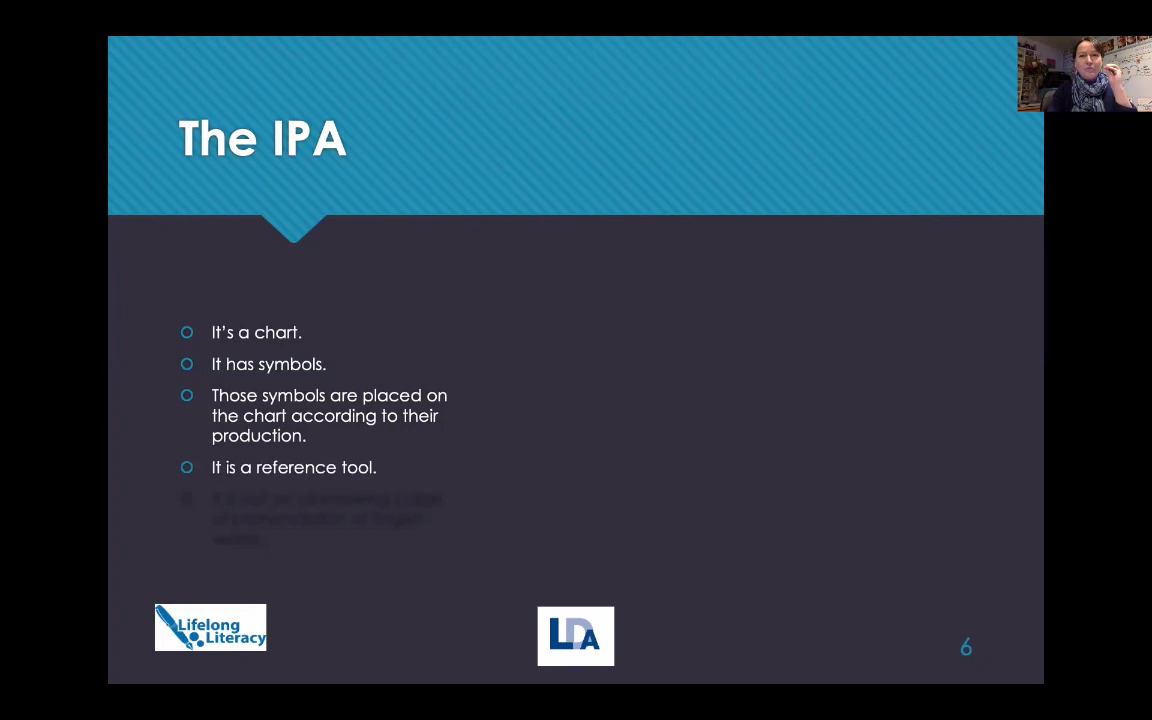 The IPA
It's a chart.
It has symbols.
Those symbols are placed on
the chart according to their
production.
It is a reference tool.
Lifelong
Literacy
LDA
6